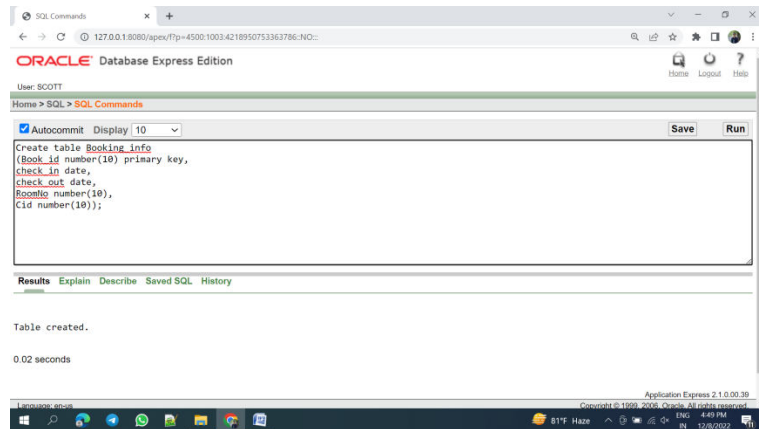 SQL Commands
127.0.0.1:8080/apex/f?p=4500:1003:4218950753363786::NO:::
ORACLE Database Express Edition
Home Logout Help
User: SCOTT
Home > SQL > SQL Commands
Autocommit Display 10 Save Run
Create table Booking_info
(Book_id number(10) primary key,
check_in date,
check_out date,
RoomNo number(10),
Cid number(10));
Results Explain Describe Saved SQL History
Table created.
0.02 seconds
Application Express 2.1.0.00.39
Language: en-us Copyright © 1999, 2006, Oracle. All rights reserved.
81°F Haze ENG 4:49 PM
IN 12/8/2022